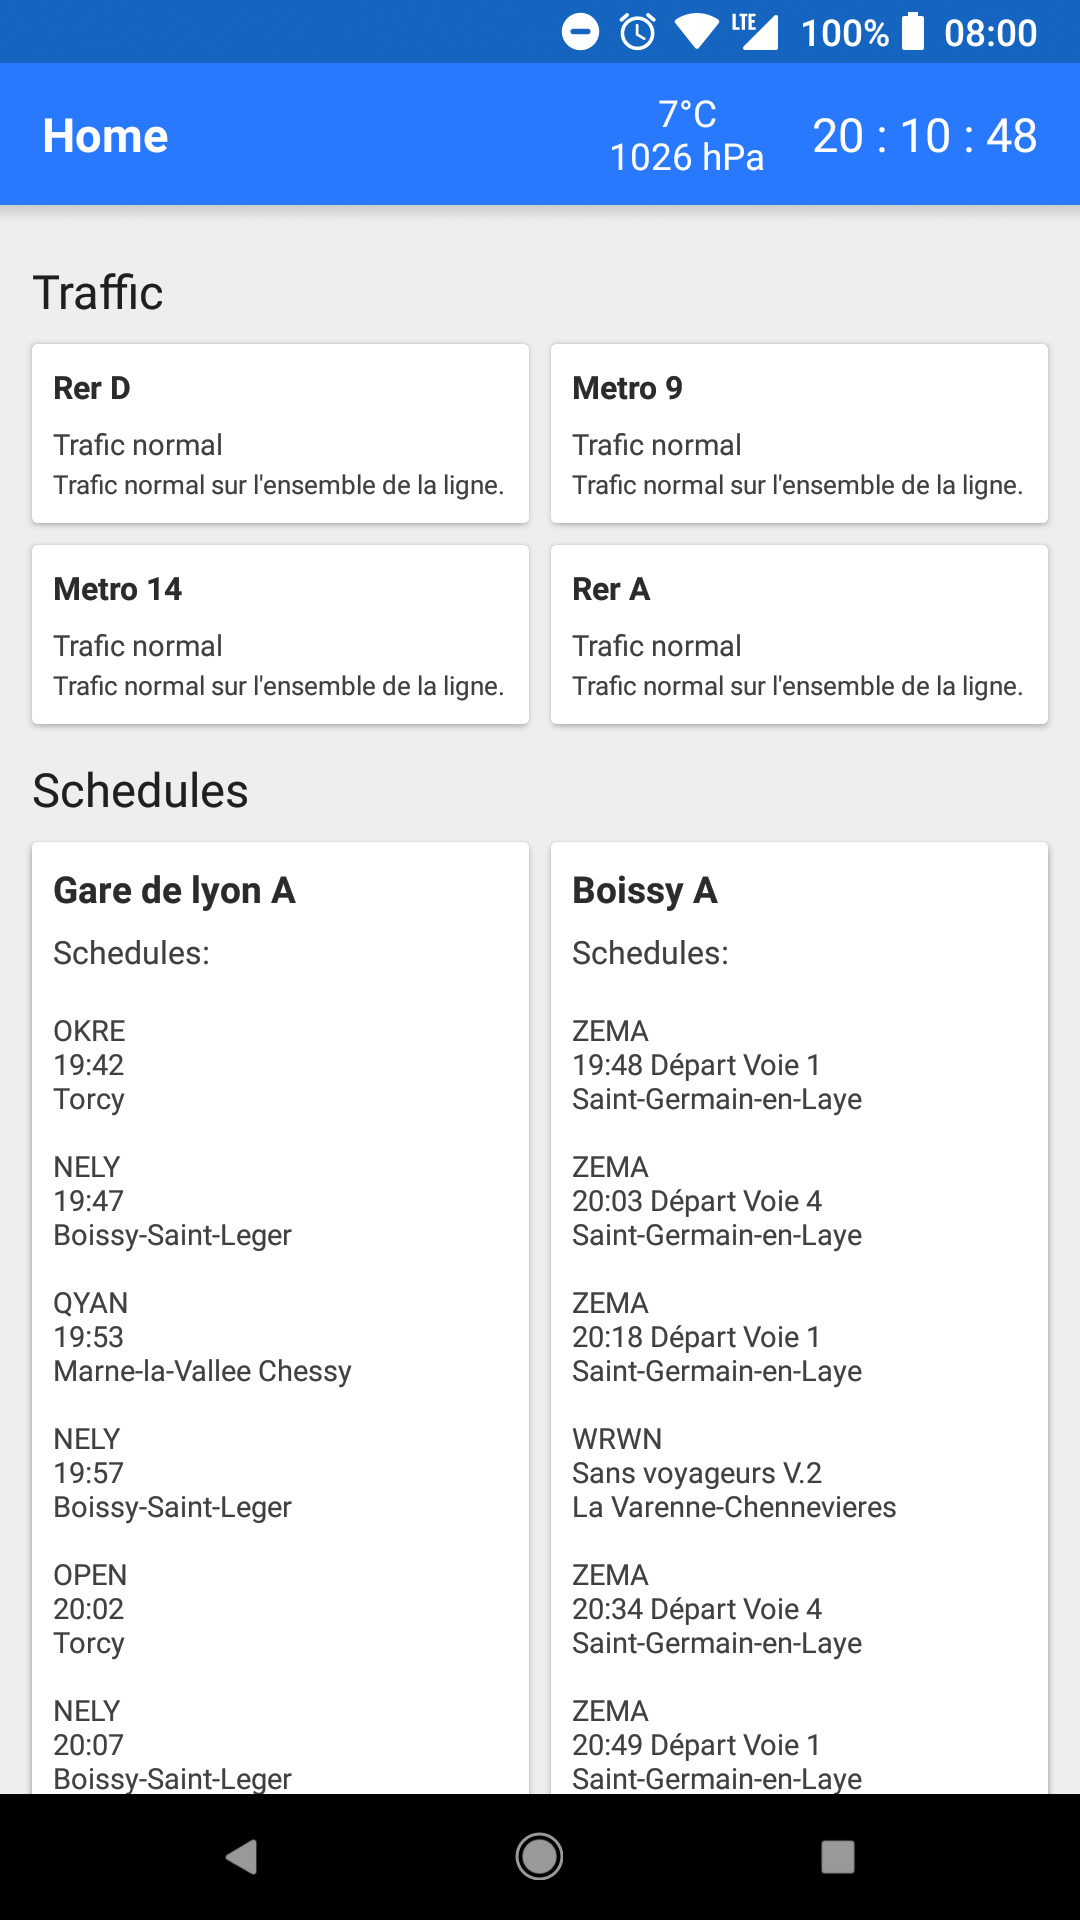 LTE 100% 08:00
Home
7°C
1026 hPa
20 : 10 : 48
Traffic
Rer D
Trafic normal
Trafic normal sur l'ensemble de la ligne.
Metro 9
Trafic normal
Trafic normal sur l'ensemble de la ligne.
Metro 14
Trafic normal
Trafic normal sur l'ensemble de la ligne.
Rer A
Trafic normal
Trafic normal sur l'ensemble de la ligne.
Schedules
Gare de lyon A
Schedules:
OKRE
19:42
Torcy
NELY
19:47
Boissy-Saint-Leger
QYAN
19:53
Marne-la-Vallee Chessy
NELY
19:57
Boissy-Saint-Leger
OPEN
20:02
Torcy
NELY
20:07
Boissy-Saint-Leger
Boissy A
Schedules:
ZEMA
19:48 Départ Voie 1
Saint-Germain-en-Laye
ZEMA
20:03 Départ Voie 4
Saint-Germain-en-Laye
ZEMA
20:18 Départ Voie 1
Saint-Germain-en-Laye
WRWN
Sans voyageurs V.2
La Varenne-Chennevieres
ZEMA
20:34 Départ Voie 4
Saint-Germain-en-Laye
ZEMA
20:49 Départ Voie 1
Saint-Germain-en-Laye